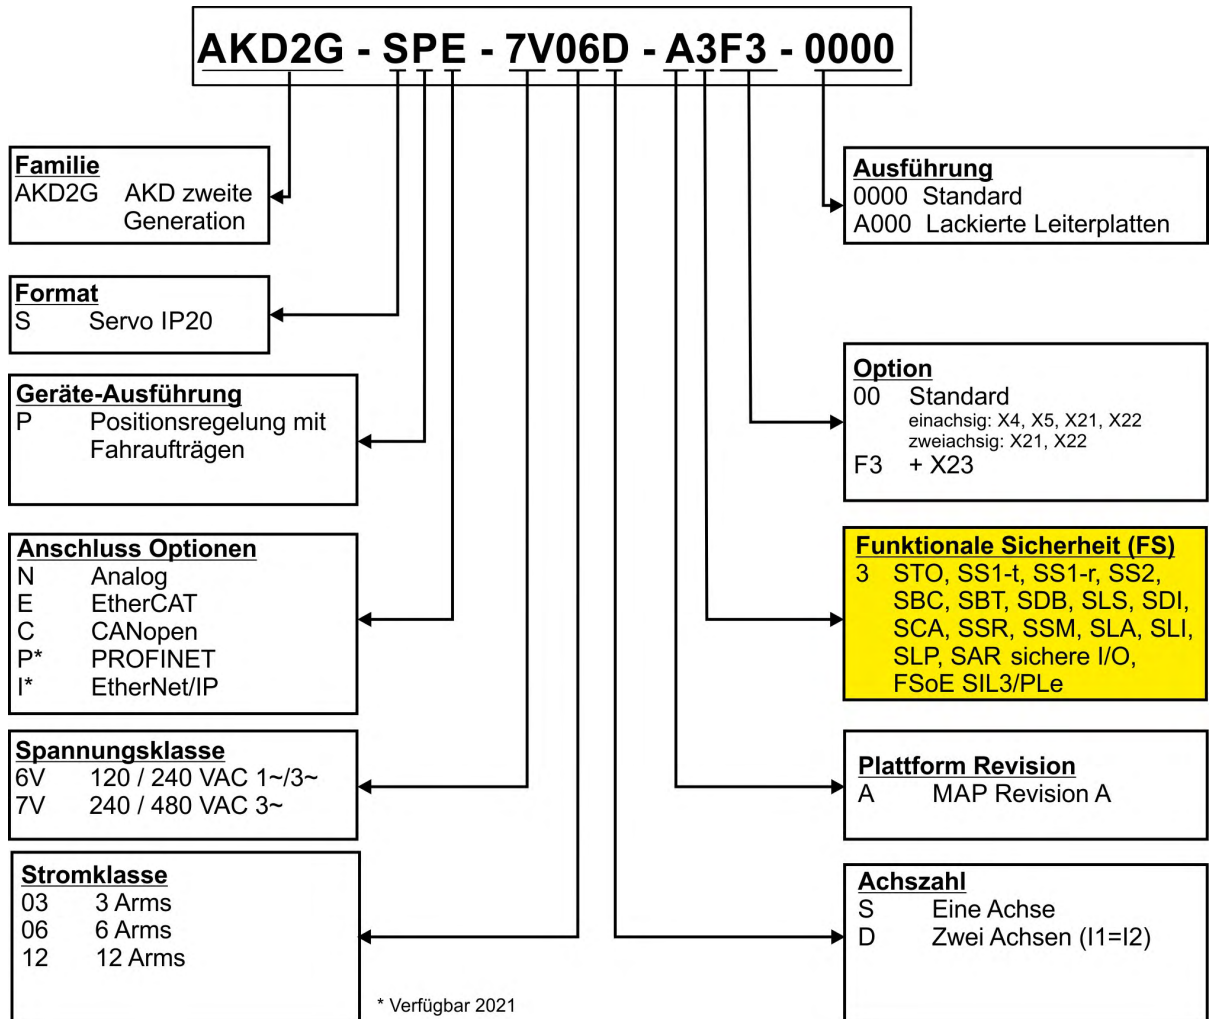 AKD2G - SPE - 7V06D - A3F3 - 0000
Familie
AKD2G AKD zweite
Generation
Format
S Servo IP20
Geräte-Ausführung
P Positionsregelung mit
Fahraufträgen
Anschluss Optionen
N Analog
E EtherCAT
C CANopen
P* PROFINET
I* EtherNet/IP
Spannungsklasse
6V 120 / 240 VAC 1~/3~
7V 240 / 480 VAC 3~
Stromklasse
03 3 Arms
06 6 Arms
12 12 Arms
* Verfügbar 2021
Ausführung
0000 Standard
A000 Lackierte Leiterplatten
Option
00 Standard
einachsig: X4, X5, X21, X22
zweiachsig: X21, X22
F3 + X23
Funktionale Sicherheit (FS)
3 STO, SS1-t, SS1-r, SS2,
SBC, SBT, SDB, SLS, SDI,
SCA, SSR, SSM, SLA, SLI,
SLP, SAR sichere I/O,
FSoE SIL3/PLe
Plattform Revision
A MAP Revision A
Achszahl
S Eine Achse
D Zwei Achsen (I1=I2)